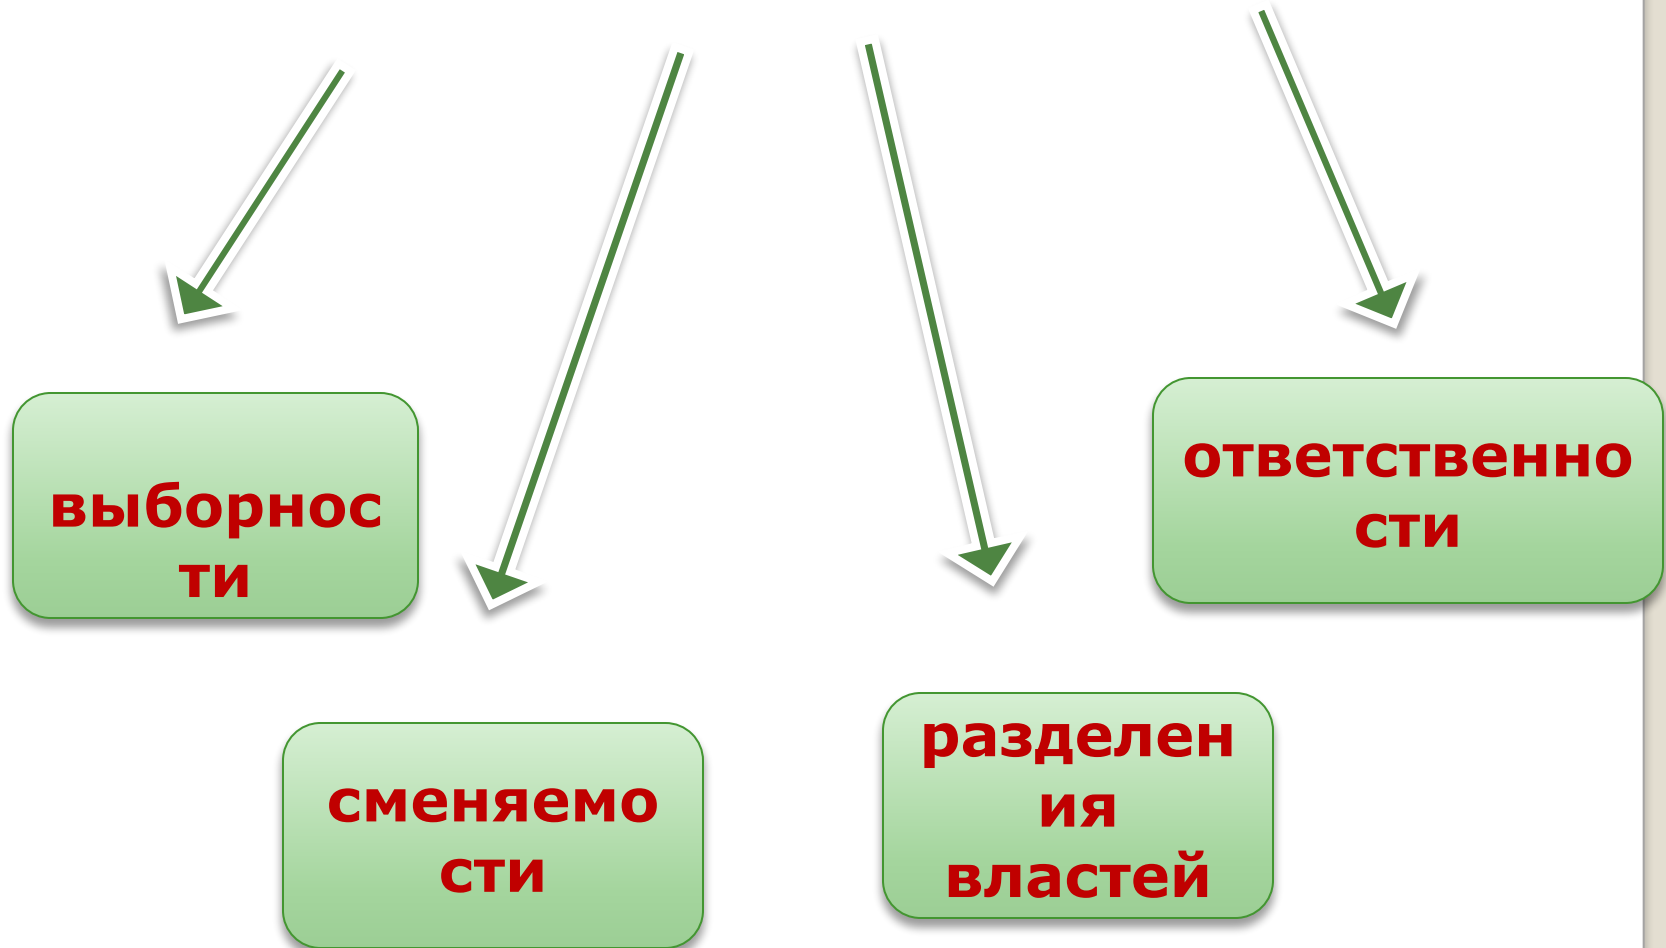 выборнос
ти
сменяемо
сти
разделен
ия
властей
ответственно
сти